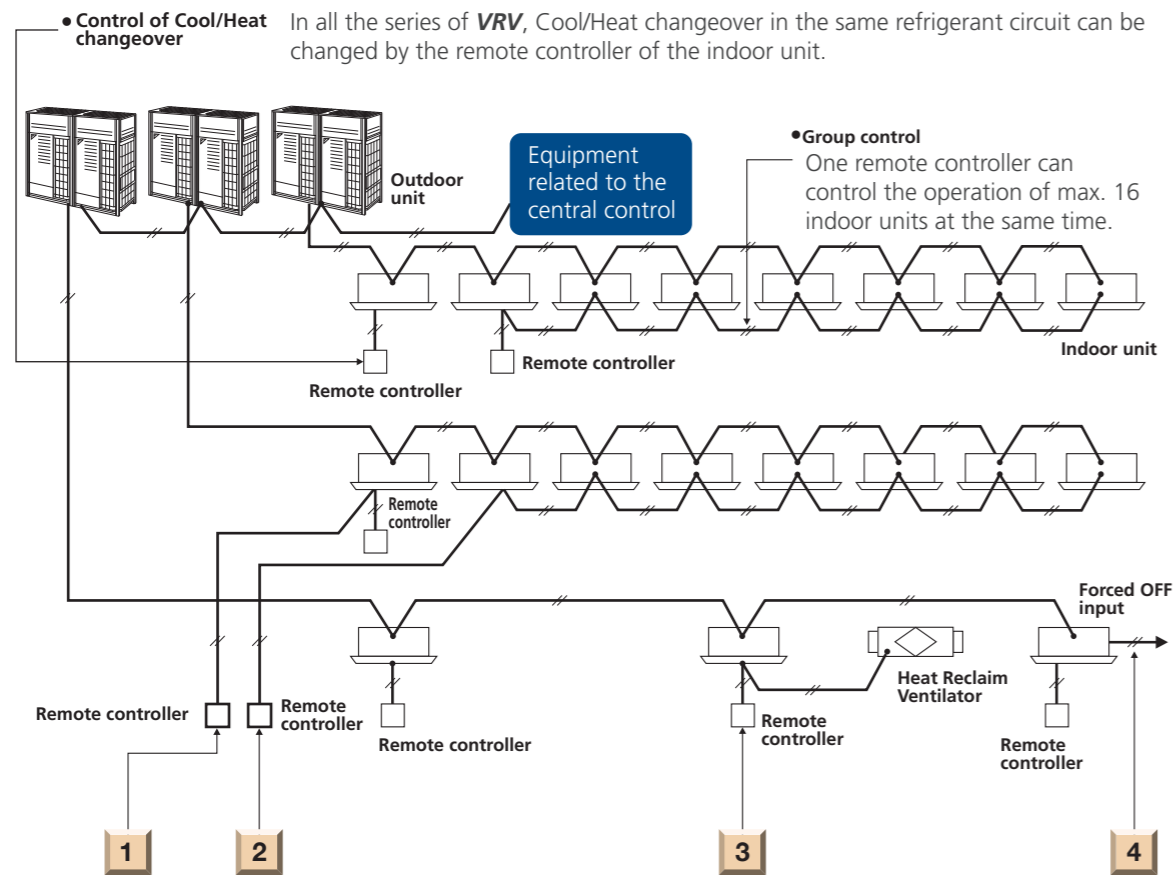 • Control of Cool/Heat
changeover
In all the series of VRV, Cool/Heat changeover in the same refrigerant circuit can be
changed by the remote controller of the indoor unit.
Outdoor
unit
Equipment
related to the
central control
•Group control
One remote controller can
control the operation of max. 16
indoor units at the same time.
Remote controller
Remote controller
Indoor unit
Remote
controller
Forced OFF
input
Heat Reclaim
Ventilator
Remote controller
Remote
controller
Remote controller
Remote
controller
Remote
controller
1
2
3
4